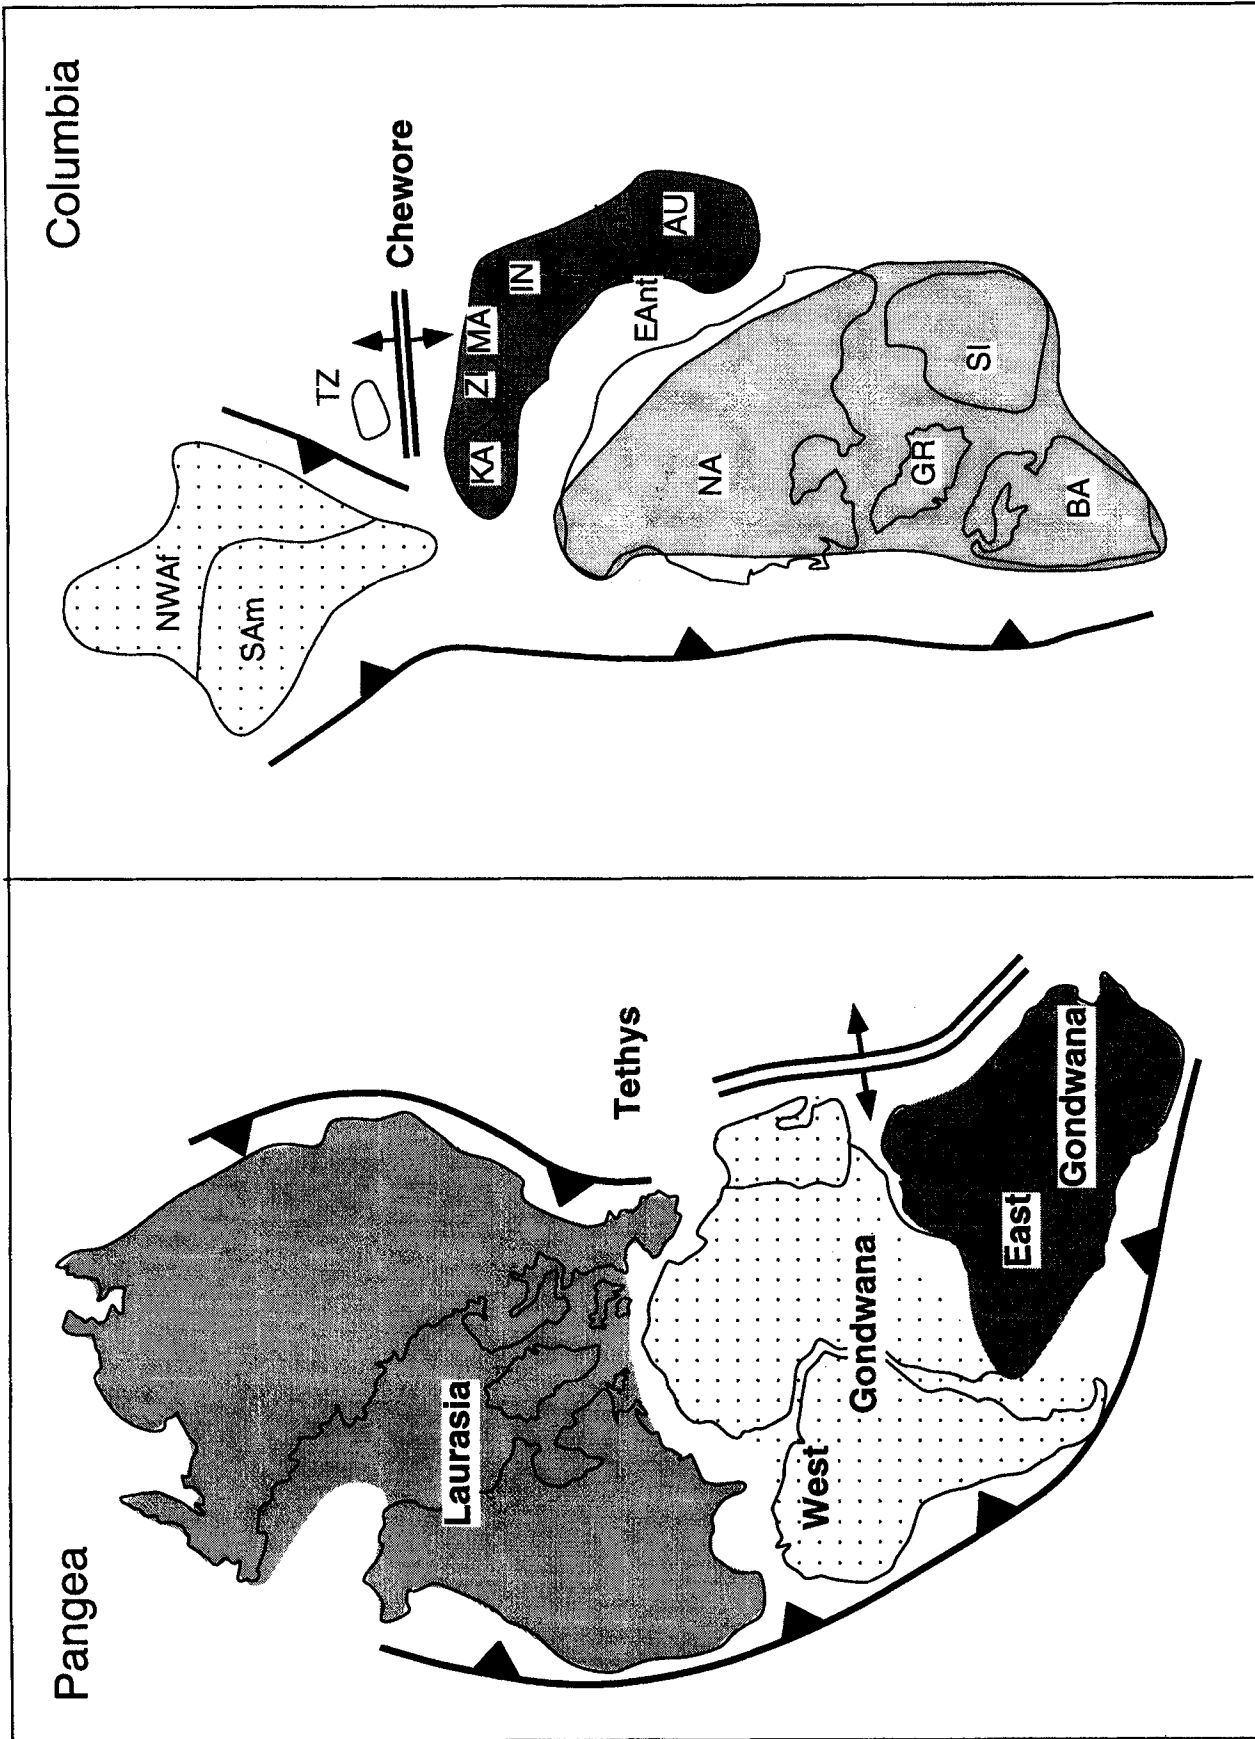 Pangea
Laurasia
Tethys
West
Gondwana
East
Gondwana
Columbia
NWAf
SAm
TZ
Chewore
KA
ZI
MA
IN
AU
EAnt
NA
GR
SI
BA